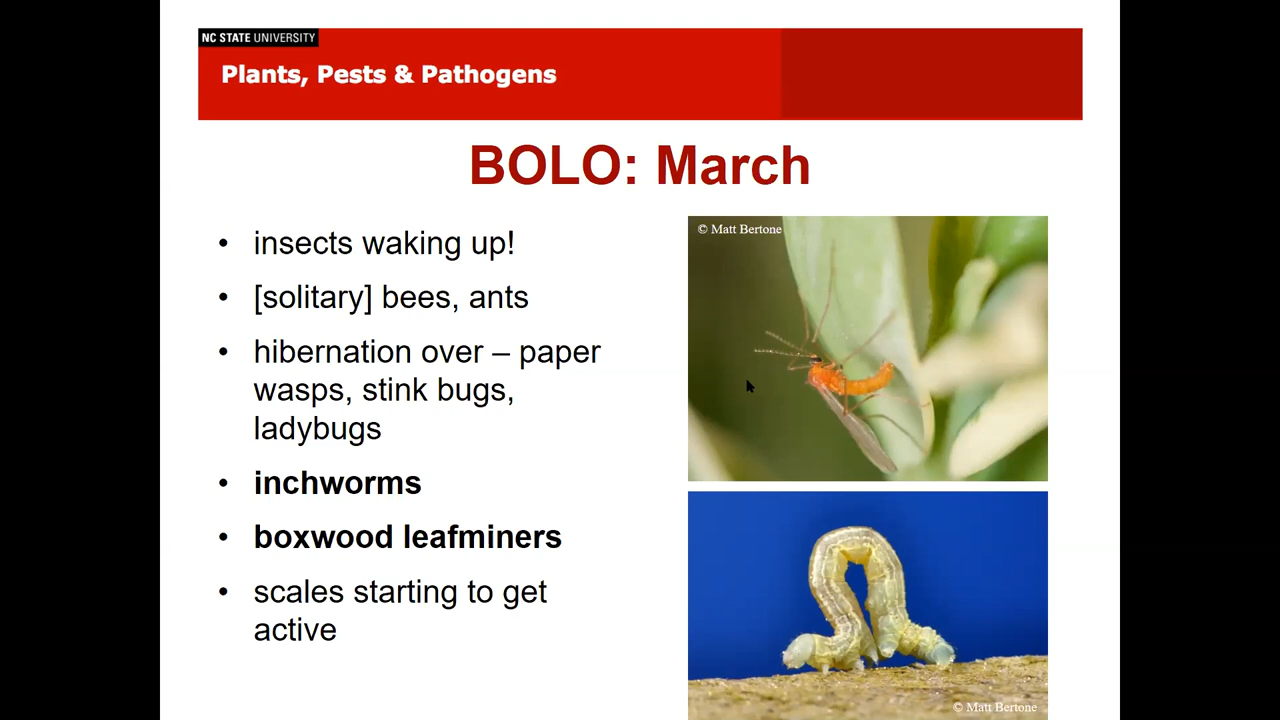 NC STATE UNIVERSITY
Plants, Pests & Pathogens
BOLO: March
• insects waking up!
• [solitary] bees, ants
• hibernation over – paper
wasps, stink bugs,
ladybugs
• inchworms
• boxwood leafminers
• scales starting to get
active
© Matt Bertone
© Matt Bertone